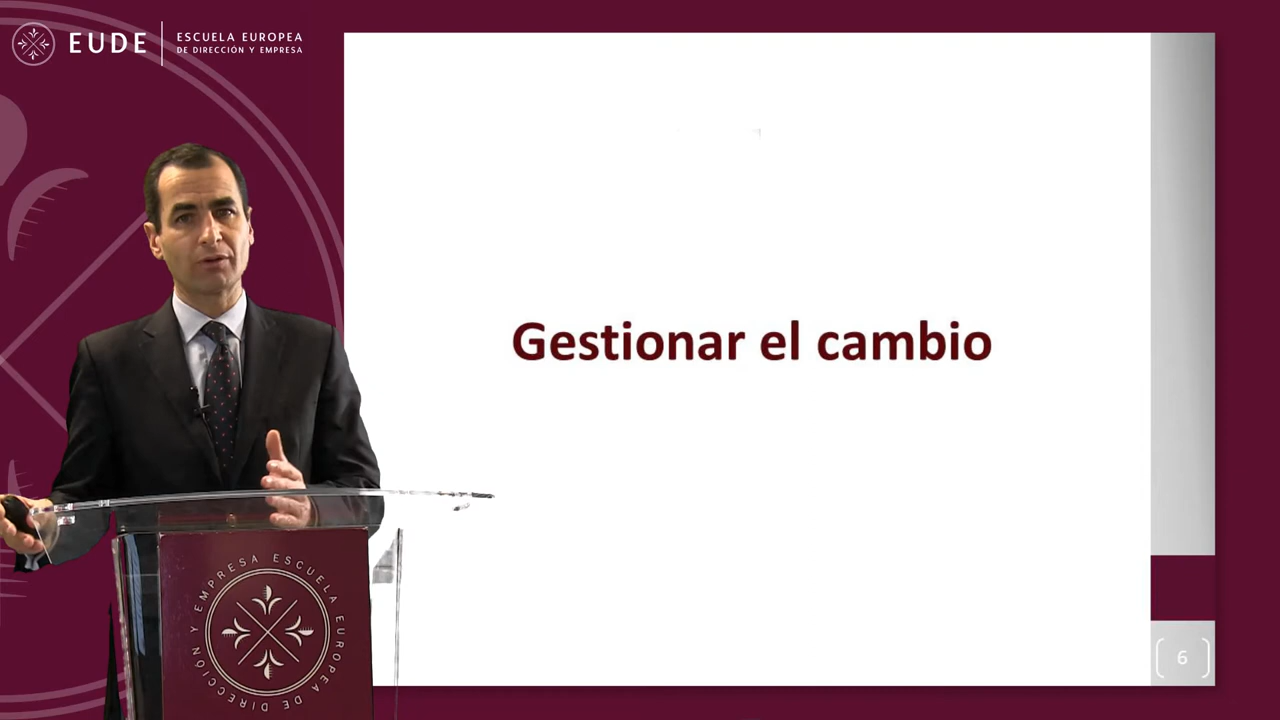 EUDE
ESCUELA EUROPEA
DE DIRECCIÓN Y EMPRESA
Gestionar el cambio
6
ESCUELA EUROPEA DE DIRECCIÓN Y EMPRESA